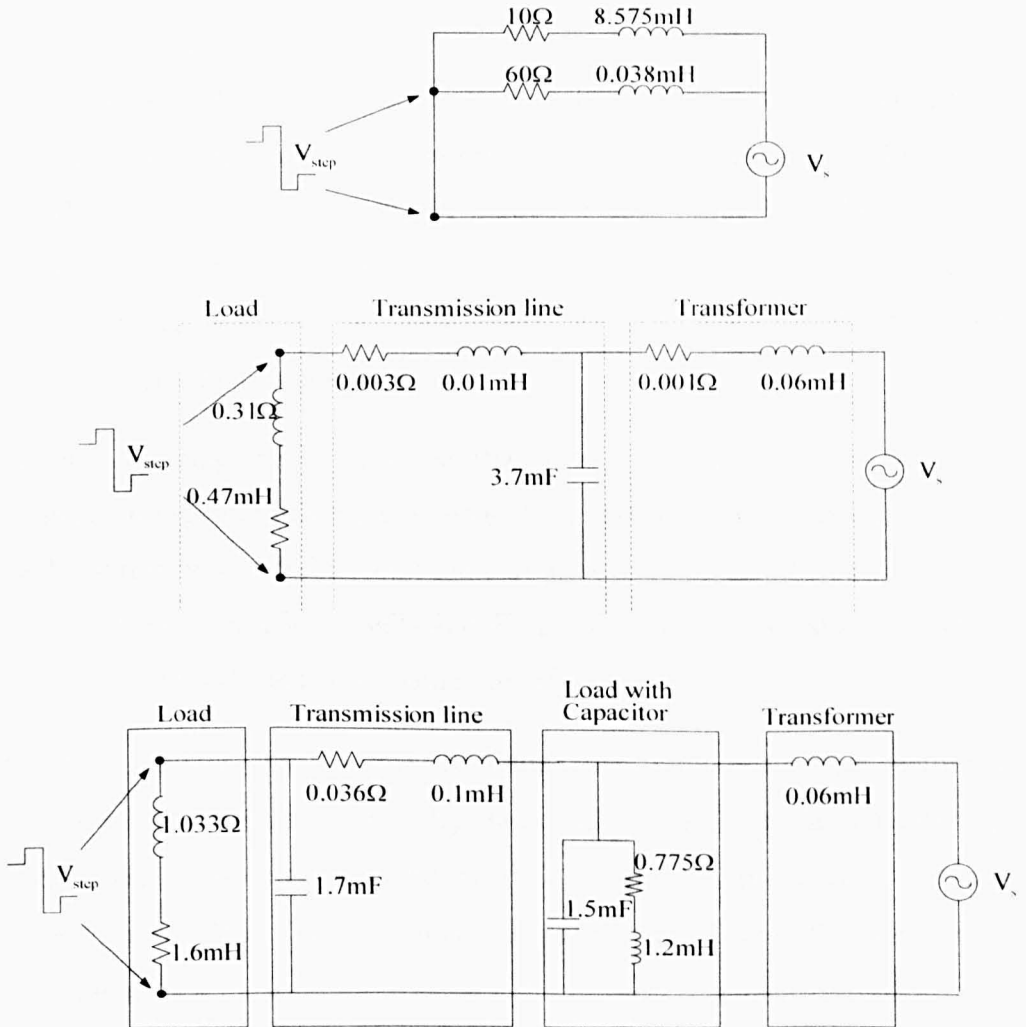 10Ω 8.575mH
60Ω 0.038mH
V_step
V_s
Load Transmission line Transformer
0.003Ω 0.01mH 0.001Ω 0.06mH
0.31Ω
V_step
3.7mF
V_s
0.47mH
Load with
Capacitor
Load Transmission line Transformer
0.036Ω 0.1mH 0.06mH
1.033Ω
0.775Ω
V_step
1.7mF
1.5mF
V_s
1.6mH
1.2mH